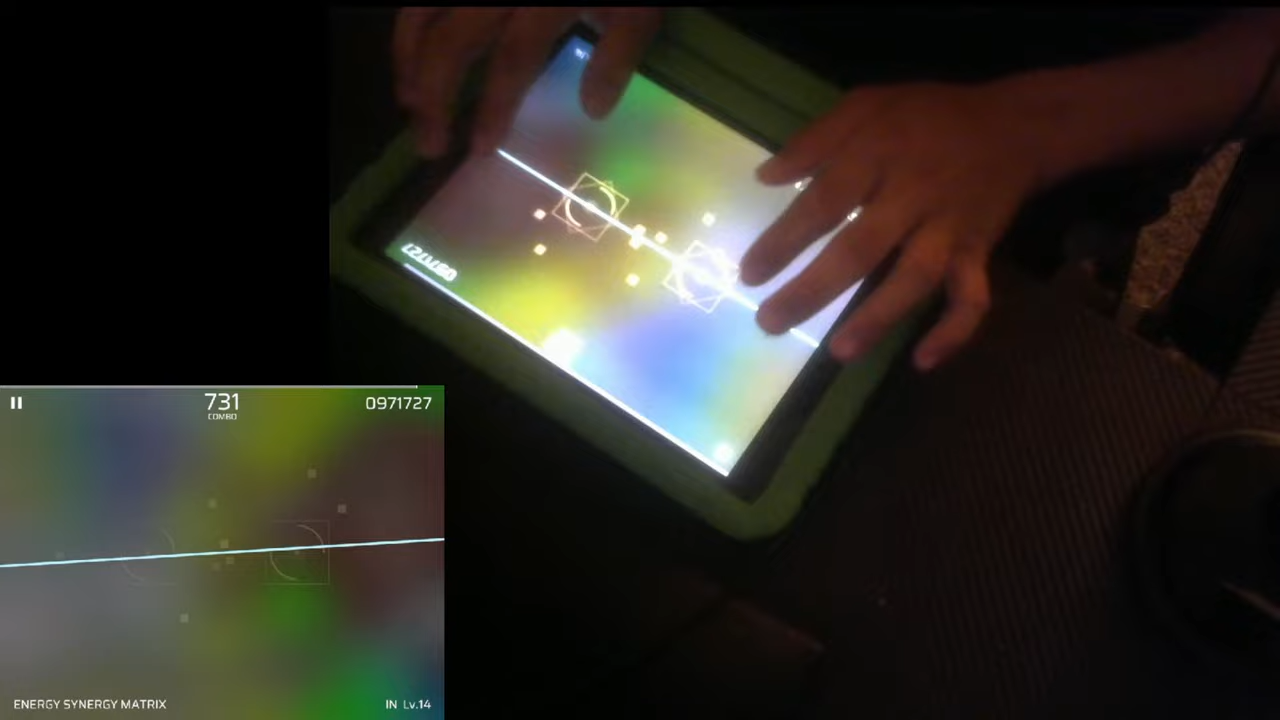 731
COMBO
0971727
ENERGY SYNERGY MATRIX
IN Lv.14